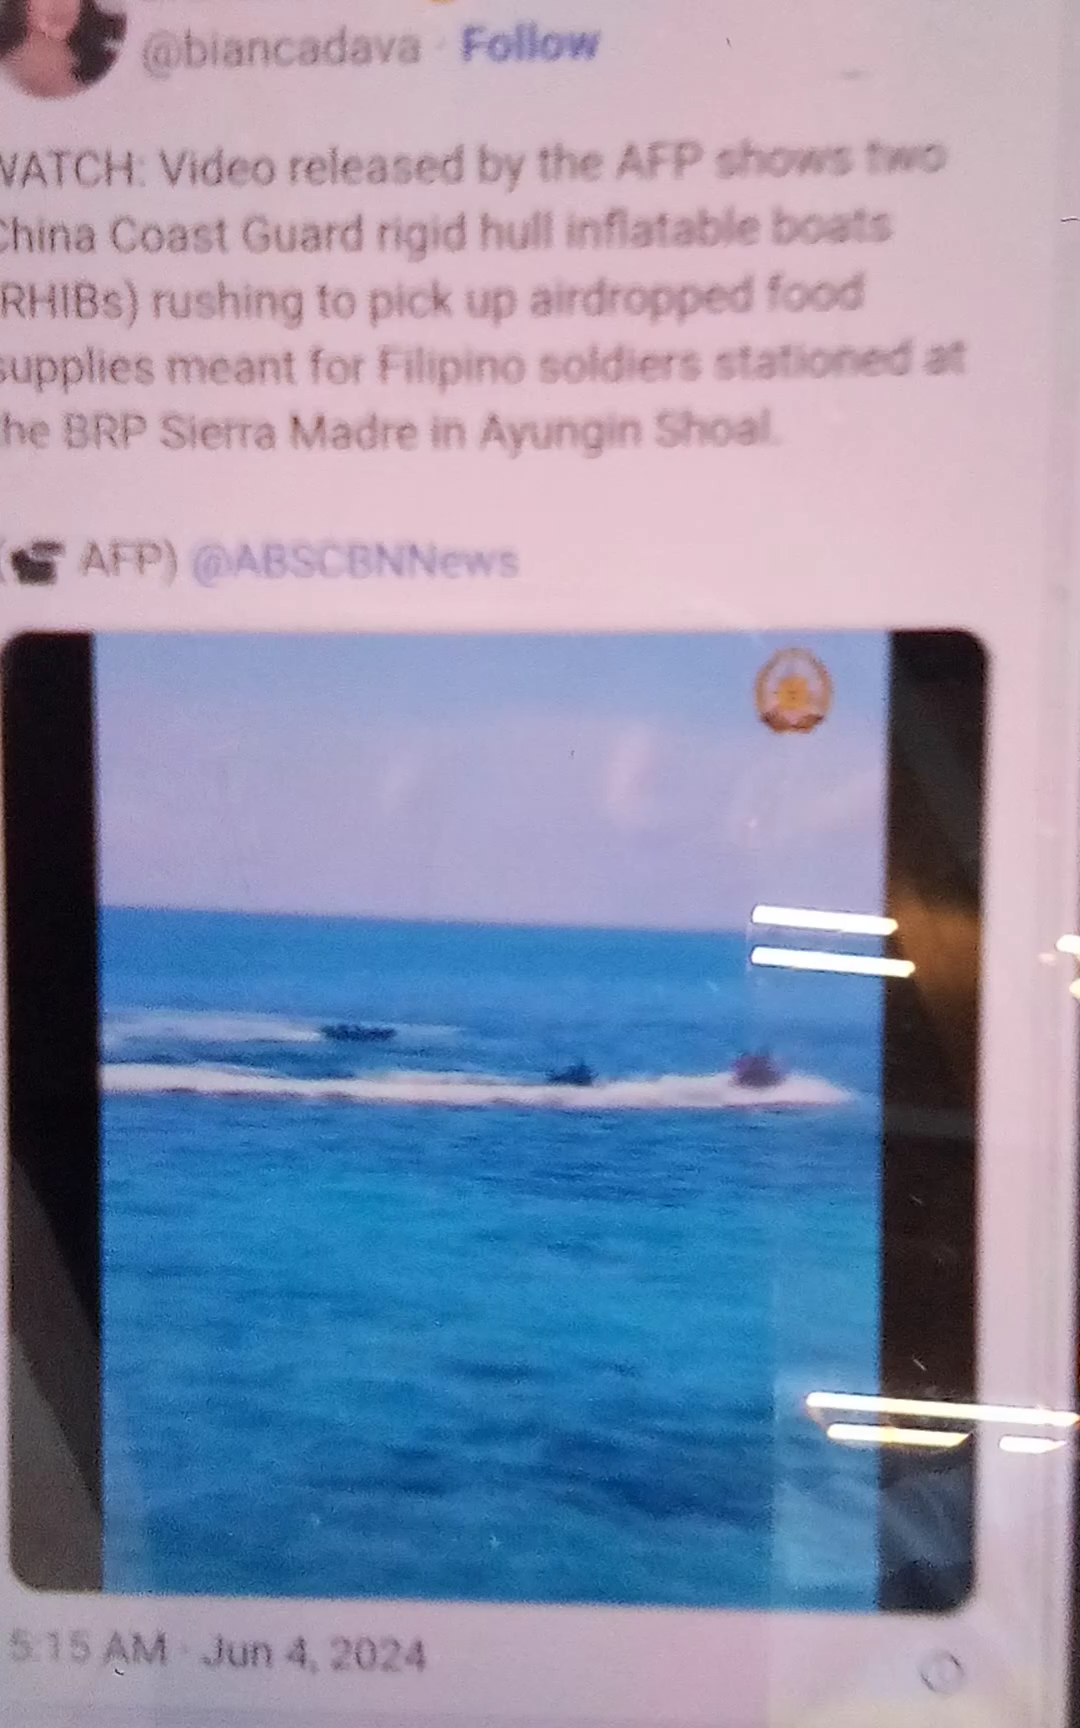 @biancadava · Follow
WATCH: Video released by the AFP shows two
China Coast Guard rigid hull inflatable boats
(RHIBs) rushing to pick up airdropped food
supplies meant for Filipino soldiers stationed at
the BRP Sierra Madre in Ayungin Shoal.
(📹 AFP) @ABSCBNNews
5:15 AM · Jun 4, 2024